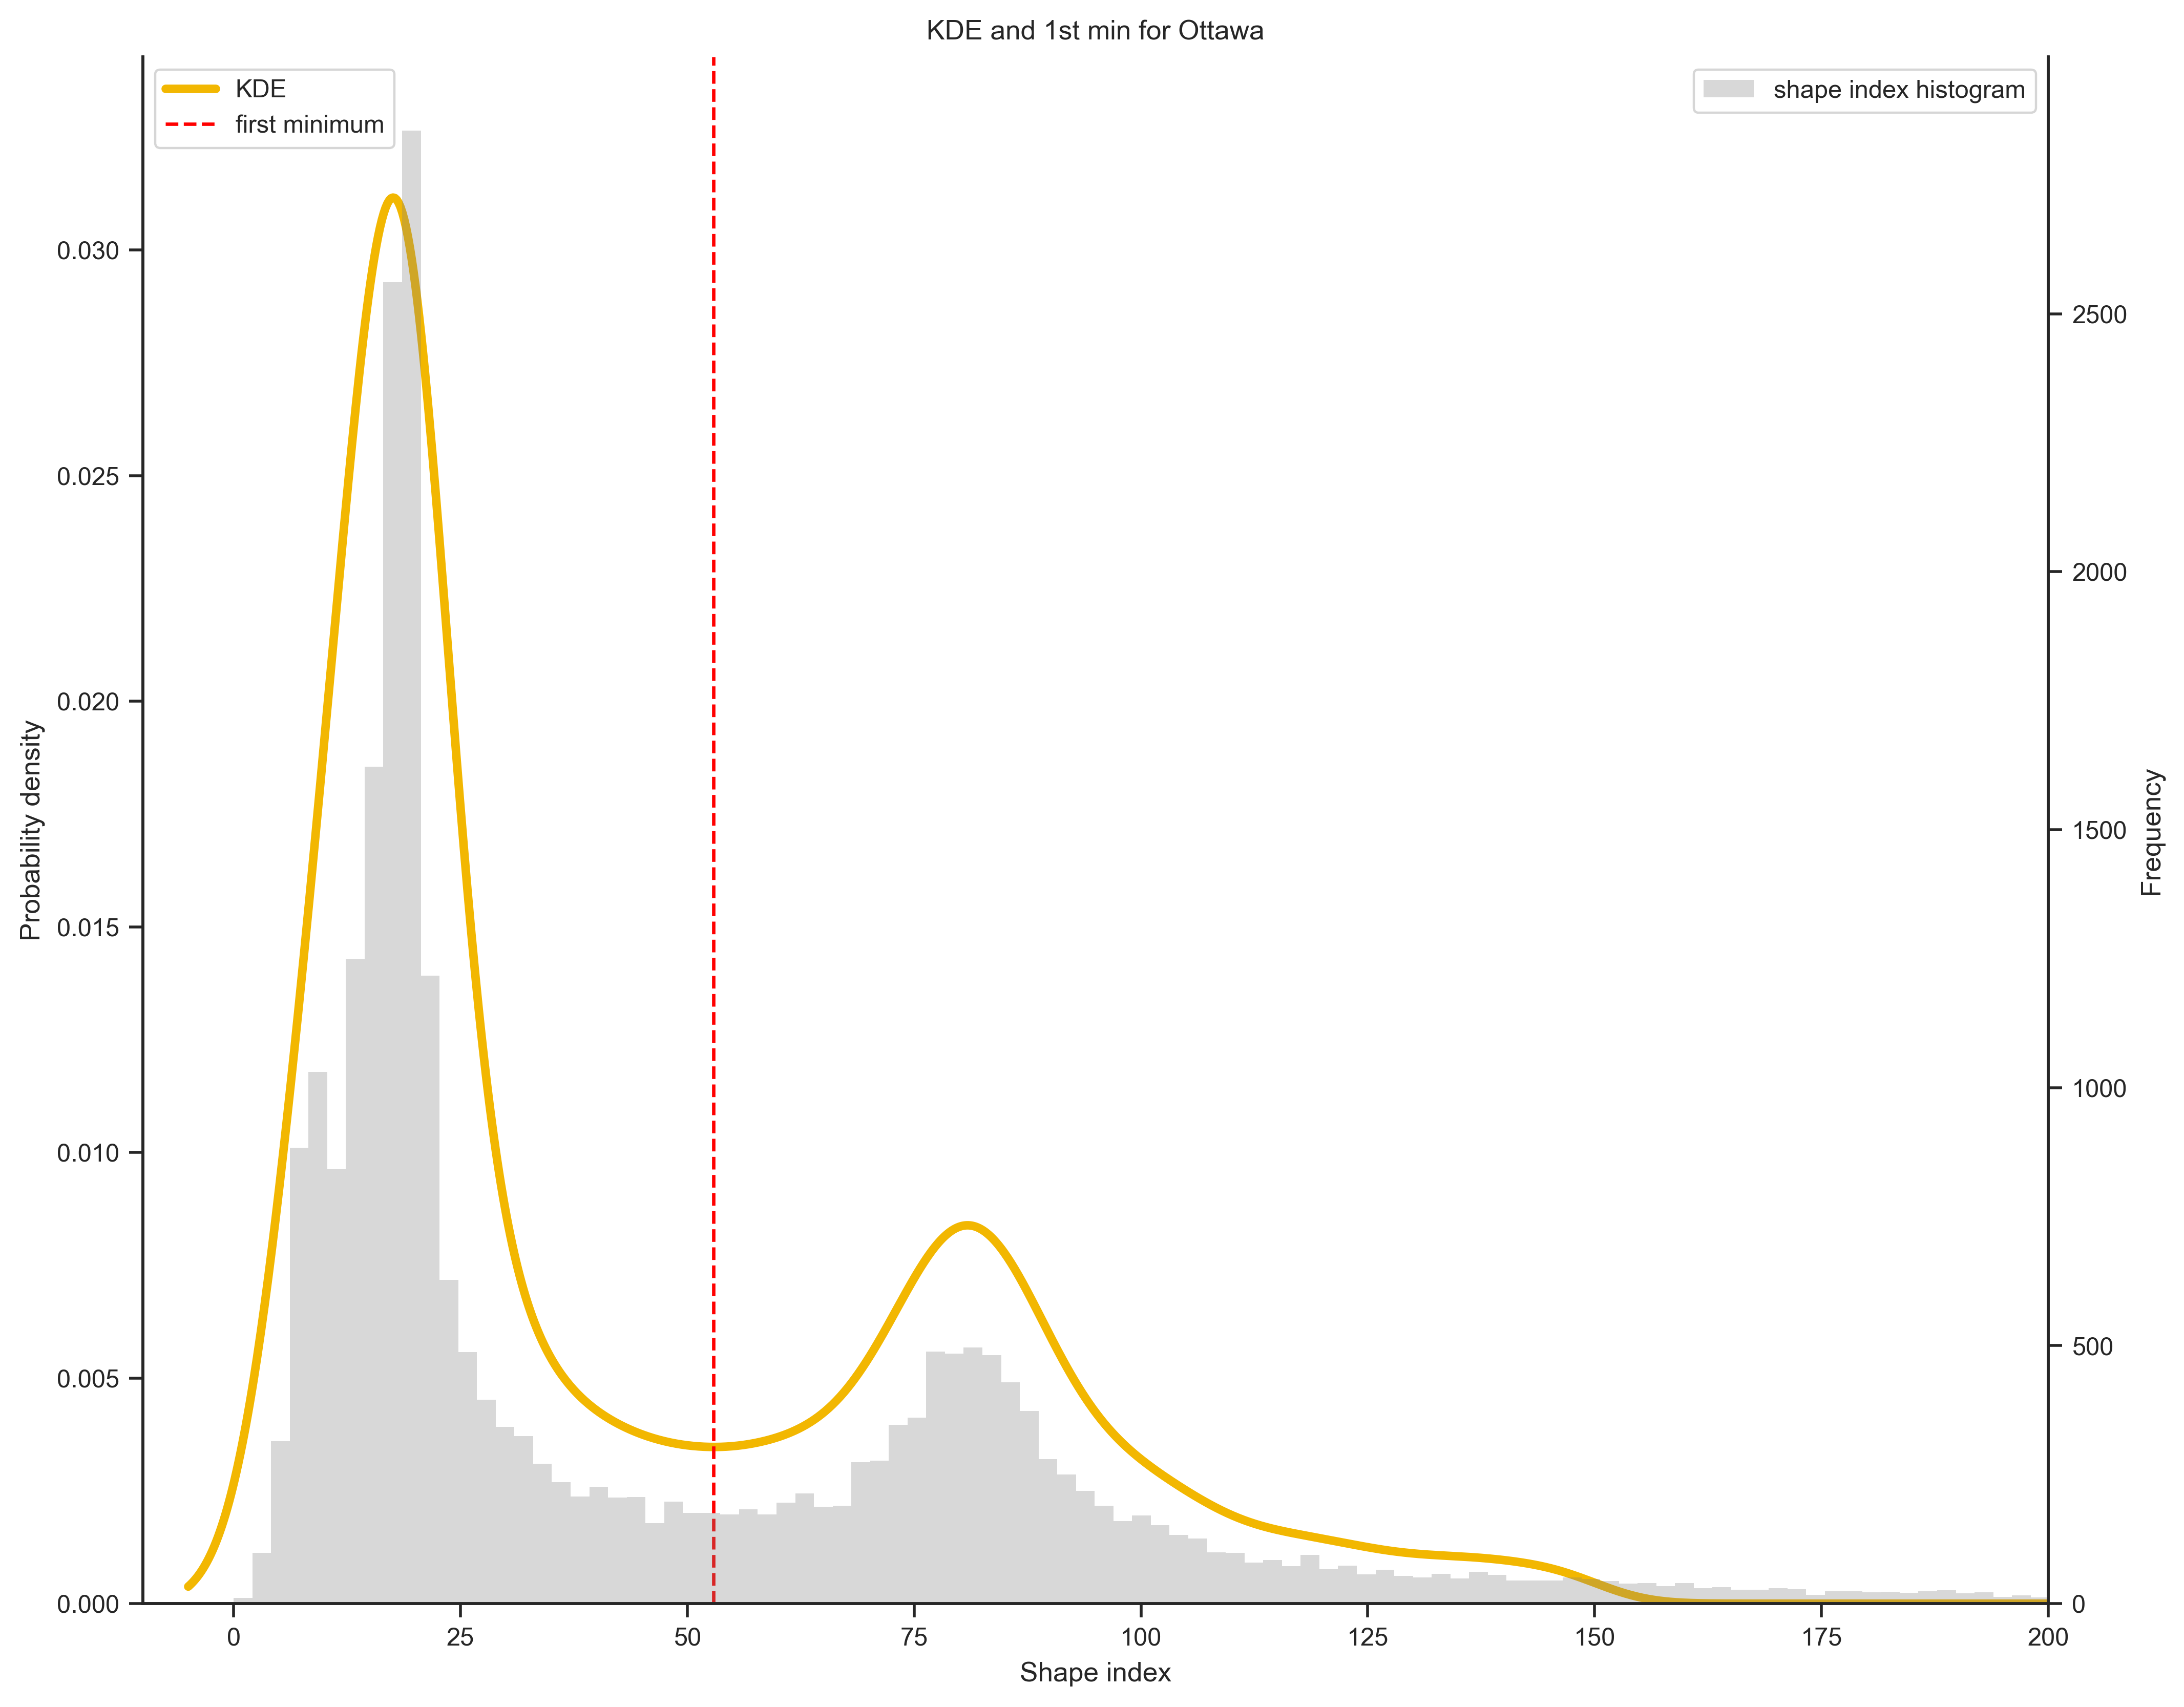 KDE and 1st min for Ottawa
KDE
first minimum
shape index histogram
0.030
0.025
0.020
0.015
0.010
0.005
0.000
Probability density
2500
2000
1500
1000
500
0
Frequency
0 25 50 75 100 125 150 175 200
Shape index